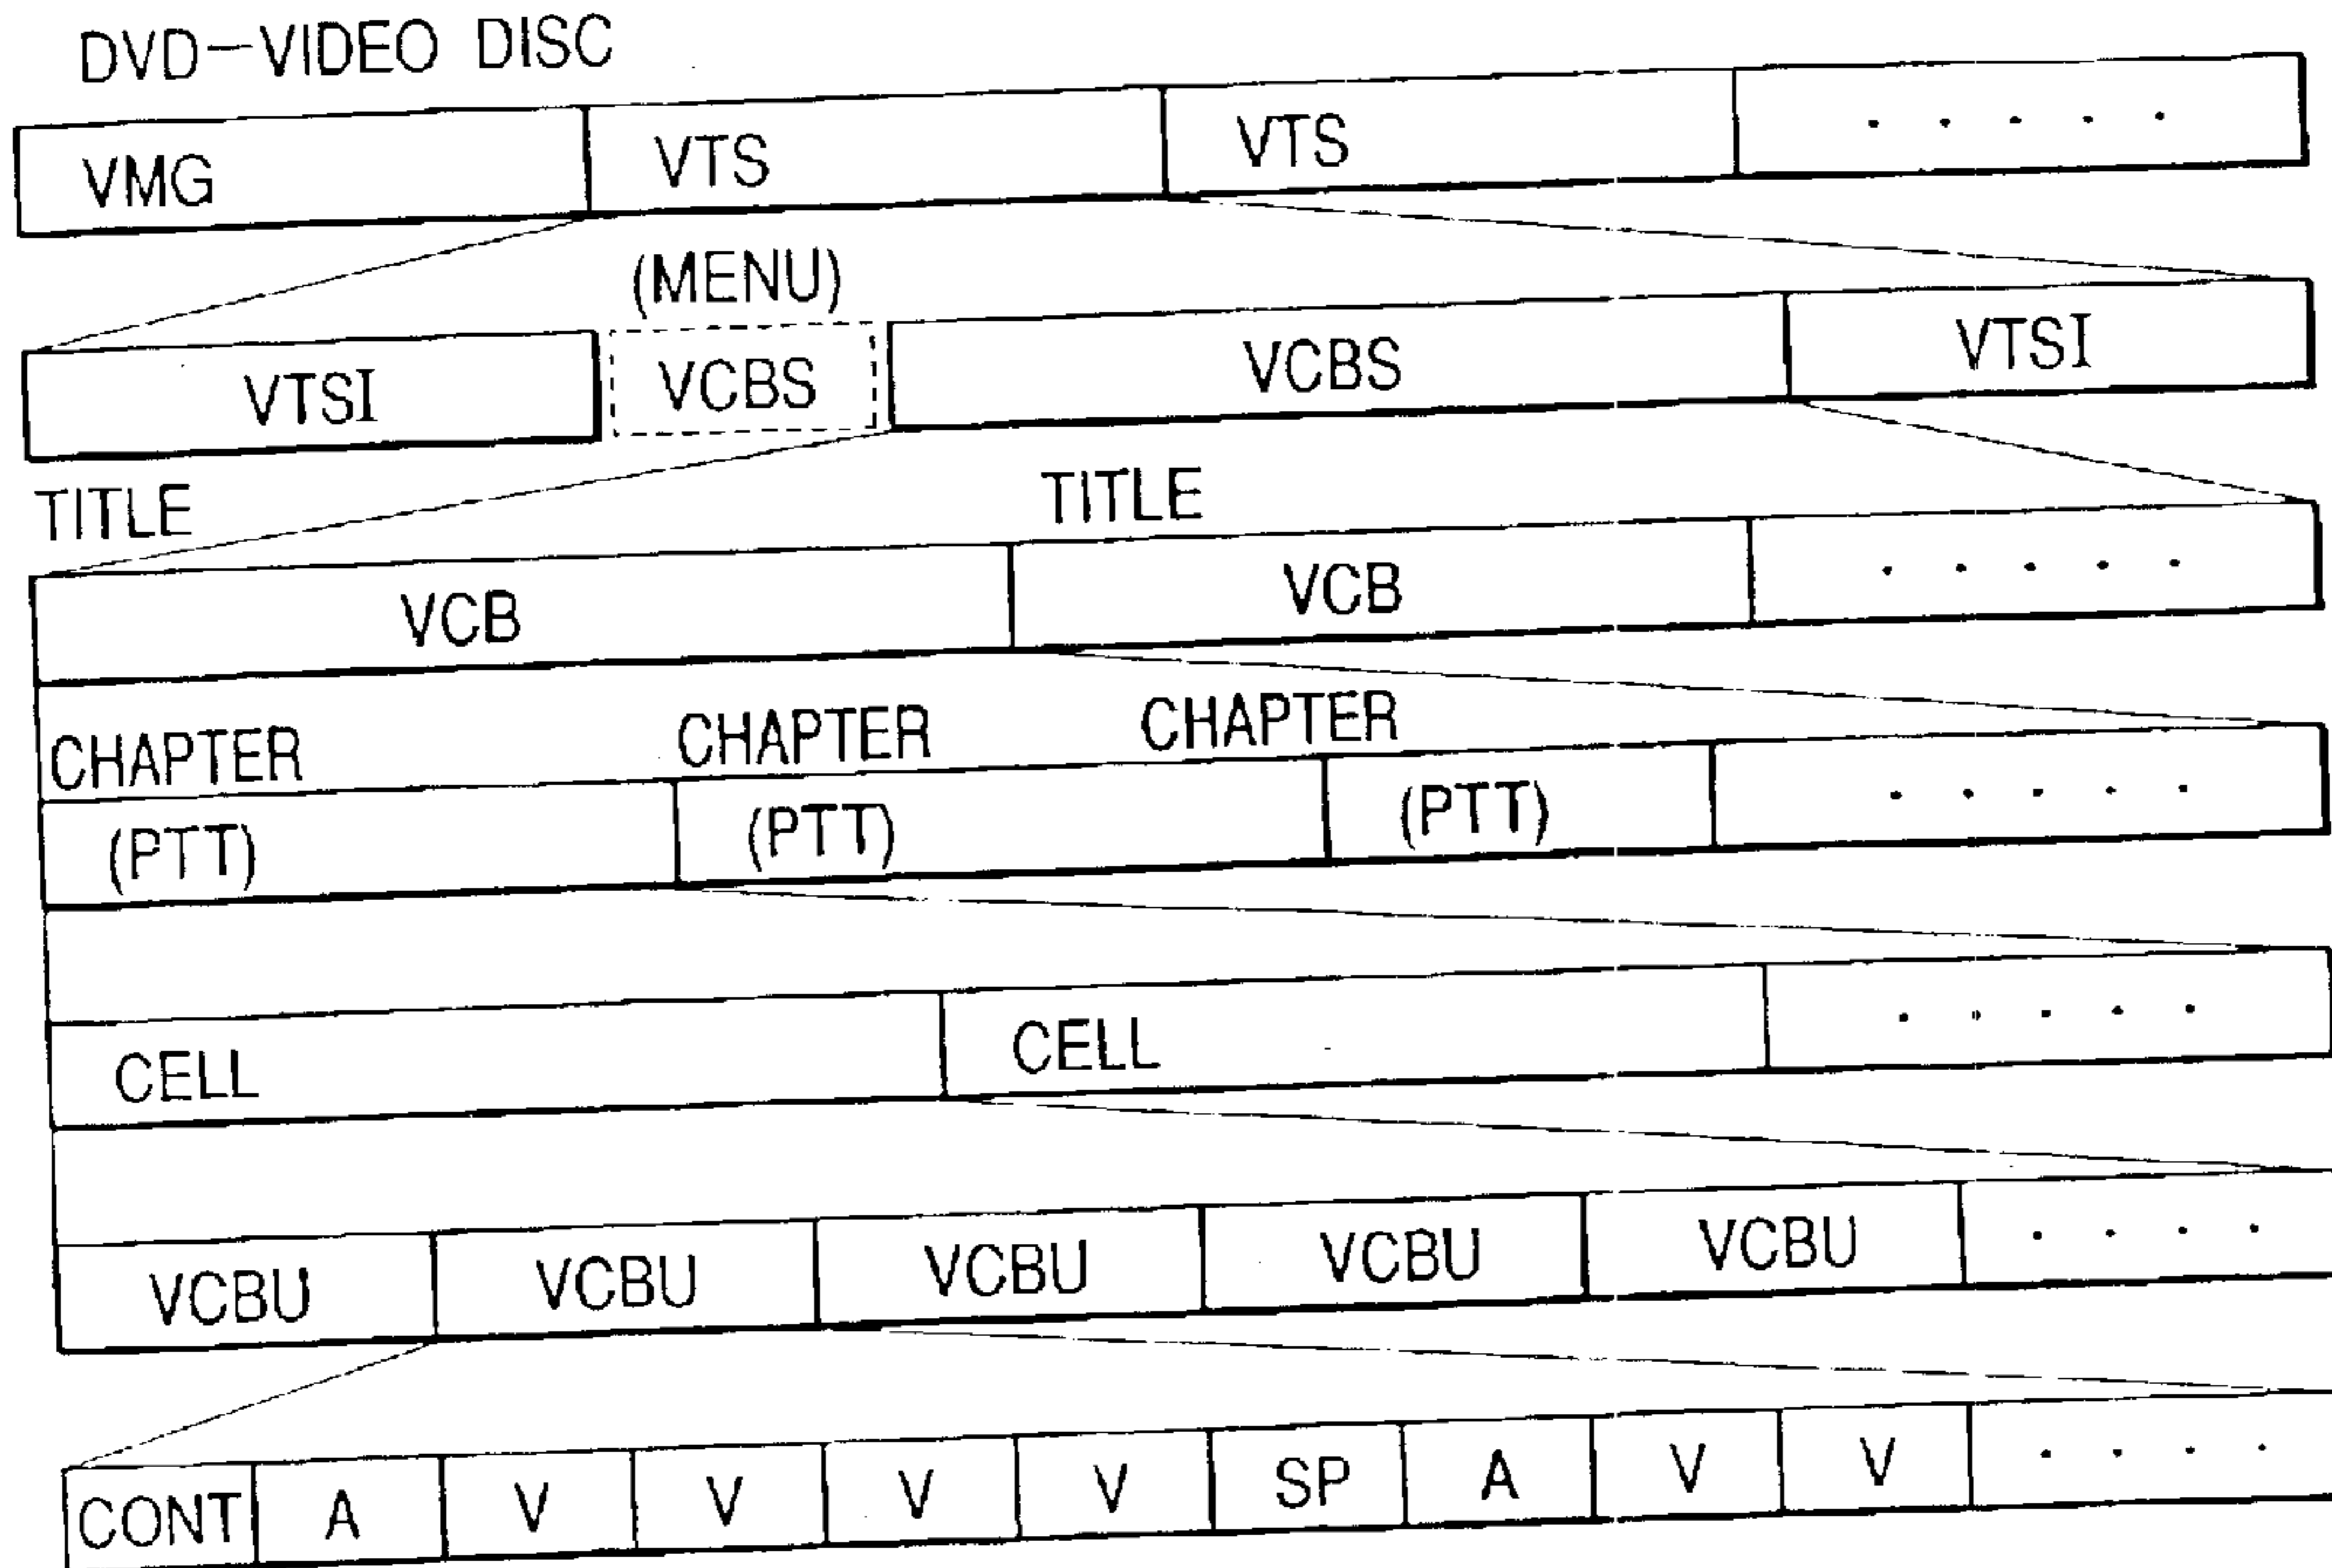 DVD-VIDEO DISC
VMG VTS VTS . . . . .
(MENU)
VTSI VCBS VCBS VTSI
TITLE TITLE
VCB VCB . . . . .
CHAPTER CHAPTER CHAPTER
(PTT) (PTT) (PTT) . . . . .
CELL CELL . . . . .
VCBU VCBU VCBU VCBU VCBU . . . .
CONT A V V V V SP A V V . . . .